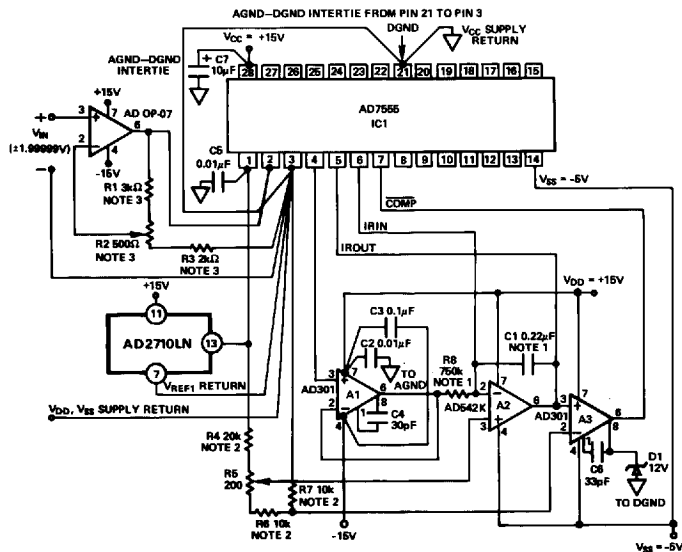 AGND–DGND INTERTIE FROM PIN 21 TO PIN 3
VCC = +15V
DGND
VCC SUPPLY
RETURN
AGND–DGND
INTERTIE
+ C7
10µF
28 27 26 25 24 23 22 21 20 19 18 17 16 15
+15V
AD OP-07
AD7555
IC1
+
VIN
(±1.99999V)
−
3 + 7
6
2 − 4
-15V
C5
0.01µF
1 2 3 4 5 6 7 8 9 10 11 12 13 14
VSS = -5V
R1 3kΩ
NOTE 3
COMP
IRIN
IROUT
R2 500Ω
NOTE 3
R3 2kΩ
NOTE 3
+15V
VDD = +15V
11
AD2710LN
13
7
VREF1 RETURN
C3 0.1µF
C2 0.01µF
C1 0.22µF
NOTE 1
TO
AGND
R8
750k
NOTE 1
AD301
3 + 7
A1
6
8
2 − 1
4
C4
30pF
AD542K
2 − 7
A2
6
3 + 4
AD301
3 + 7
A3
6
8
2 − 1
4
VDD, VSS SUPPLY RETURN
R4 20k
NOTE 2
R5
200
R7 10k
NOTE 2
R6 10k
NOTE 2
C6
33pF
D1
12V
TO DGND
-15V
VSS = -5V